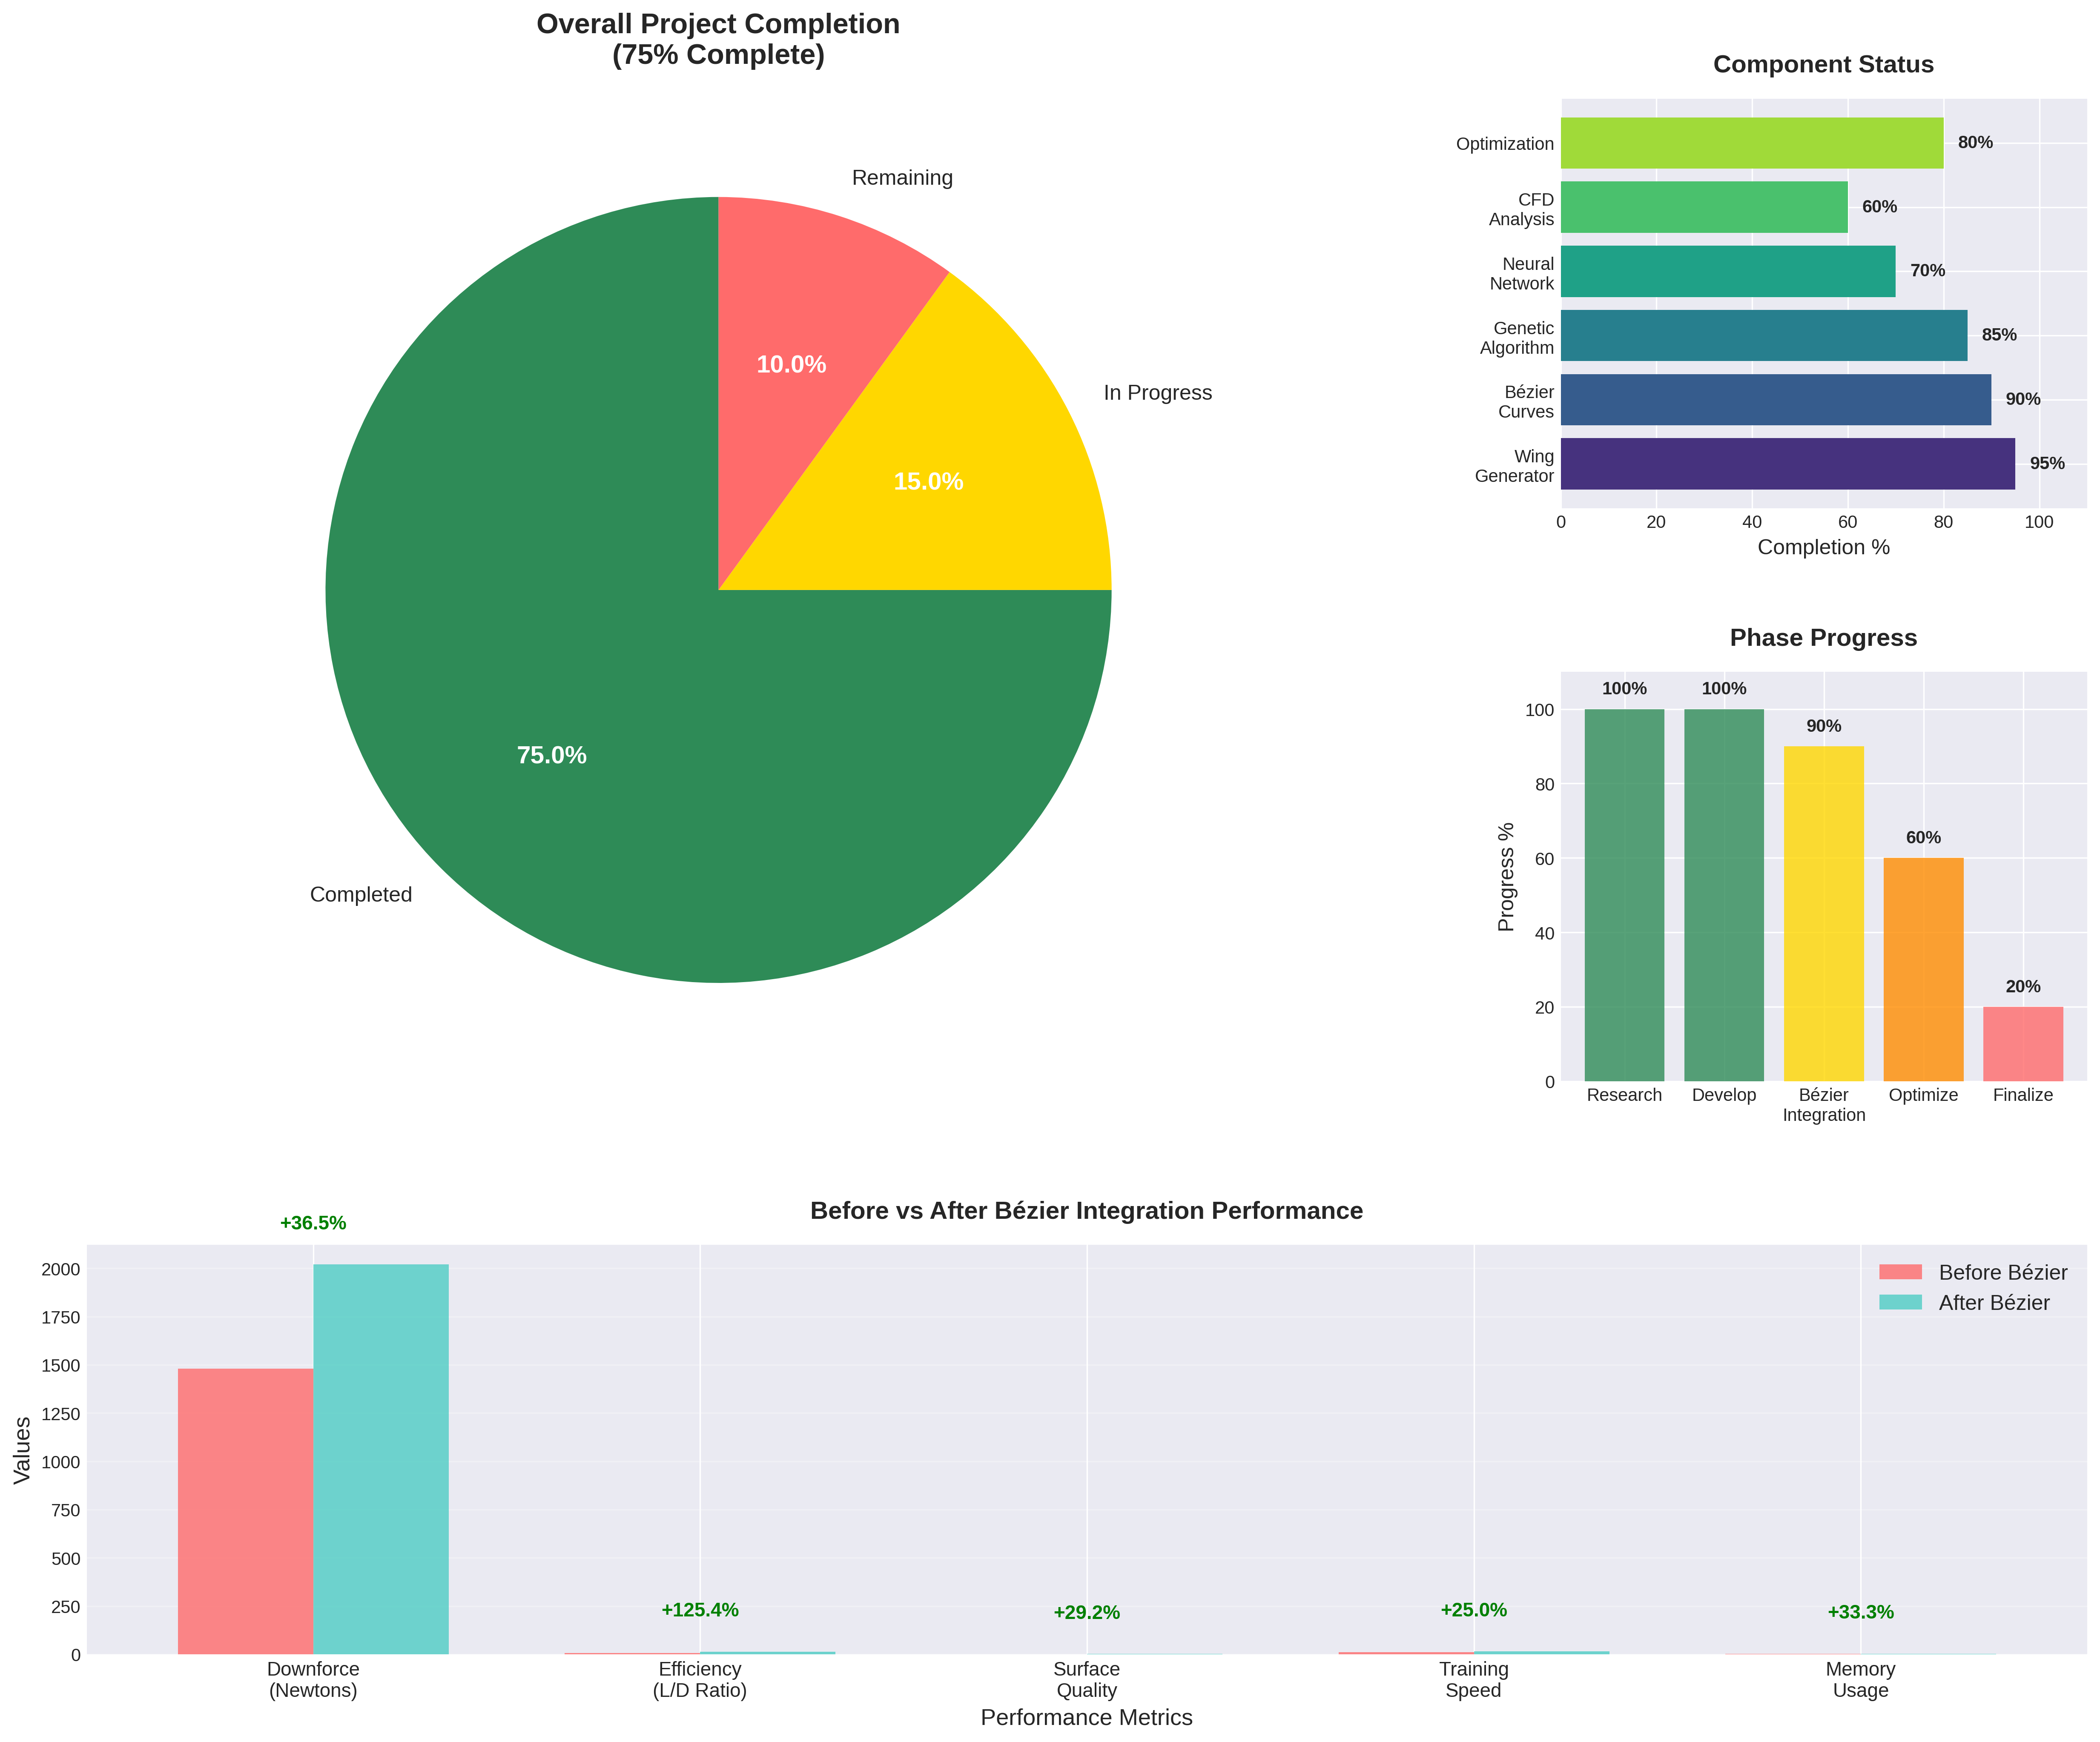 Overall Project Completion
(75% Complete)
Remaining
In Progress
Completed
10.0%
15.0%
75.0%
Component Status
Optimization
CFD
Analysis
Neural
Network
Genetic
Algorithm
Bézier
Curves
Wing
Generator
80%
60%
70%
85%
90%
95%
0 20 40 60 80 100
Completion %
Phase Progress
Progress %
100
80
60
40
20
0
100% 100% 90% 60% 20%
Research Develop Bézier Optimize Finalize
Integration
Before vs After Bézier Integration Performance
+36.5%
Before Bézier
After Bézier
Values
2000
1750
1500
1250
1000
750
500
250
0
+125.4% +29.2% +25.0% +33.3%
Downforce Efficiency Surface Training Memory
(Newtons) (L/D Ratio) Quality Speed Usage
Performance Metrics